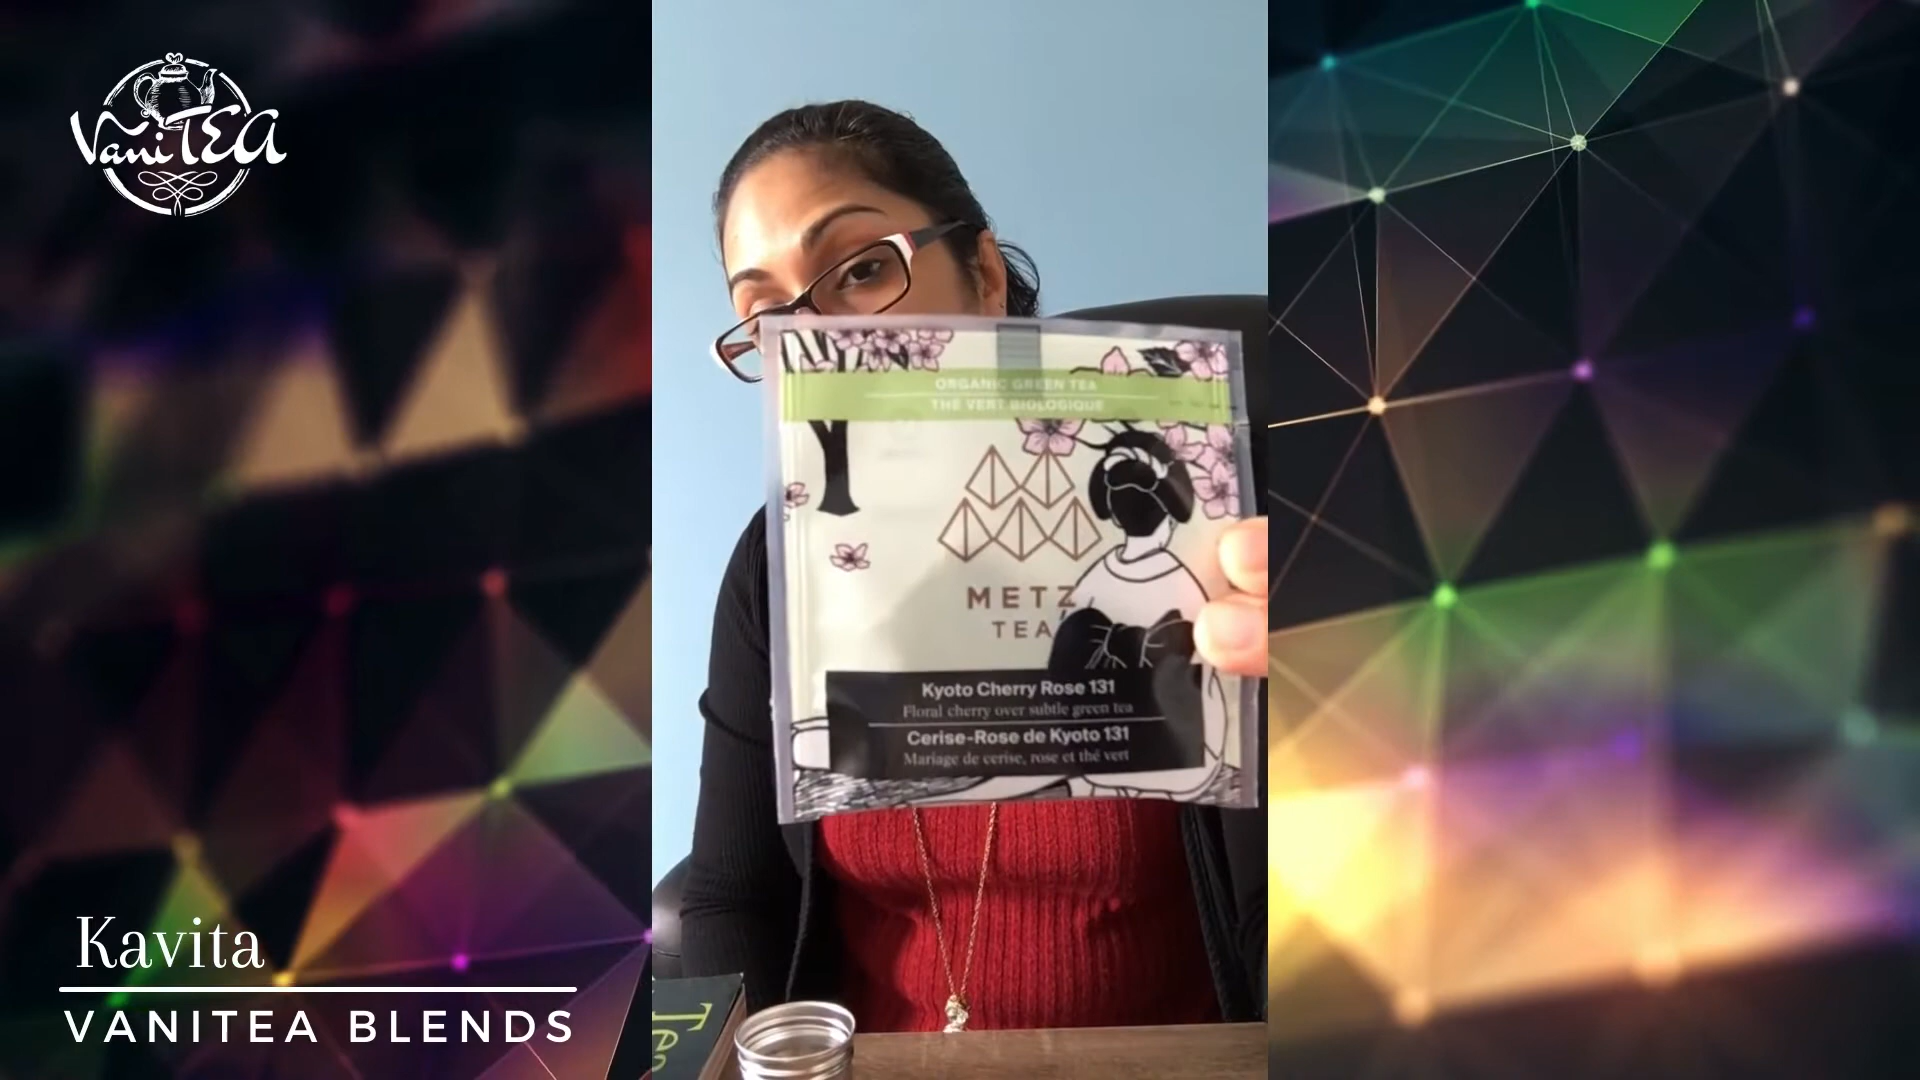 VaniTEA
ORGANIC GREEN TEA
THÉ VERT BIOLOGIQUE
METZ
TEA
Kyoto Cherry Rose 131
Floral cherry over subtle green tea
Cerise-Rose de Kyoto 131
Mariage de cerise, rose et thé vert
Kavita
VANITEA BLENDS